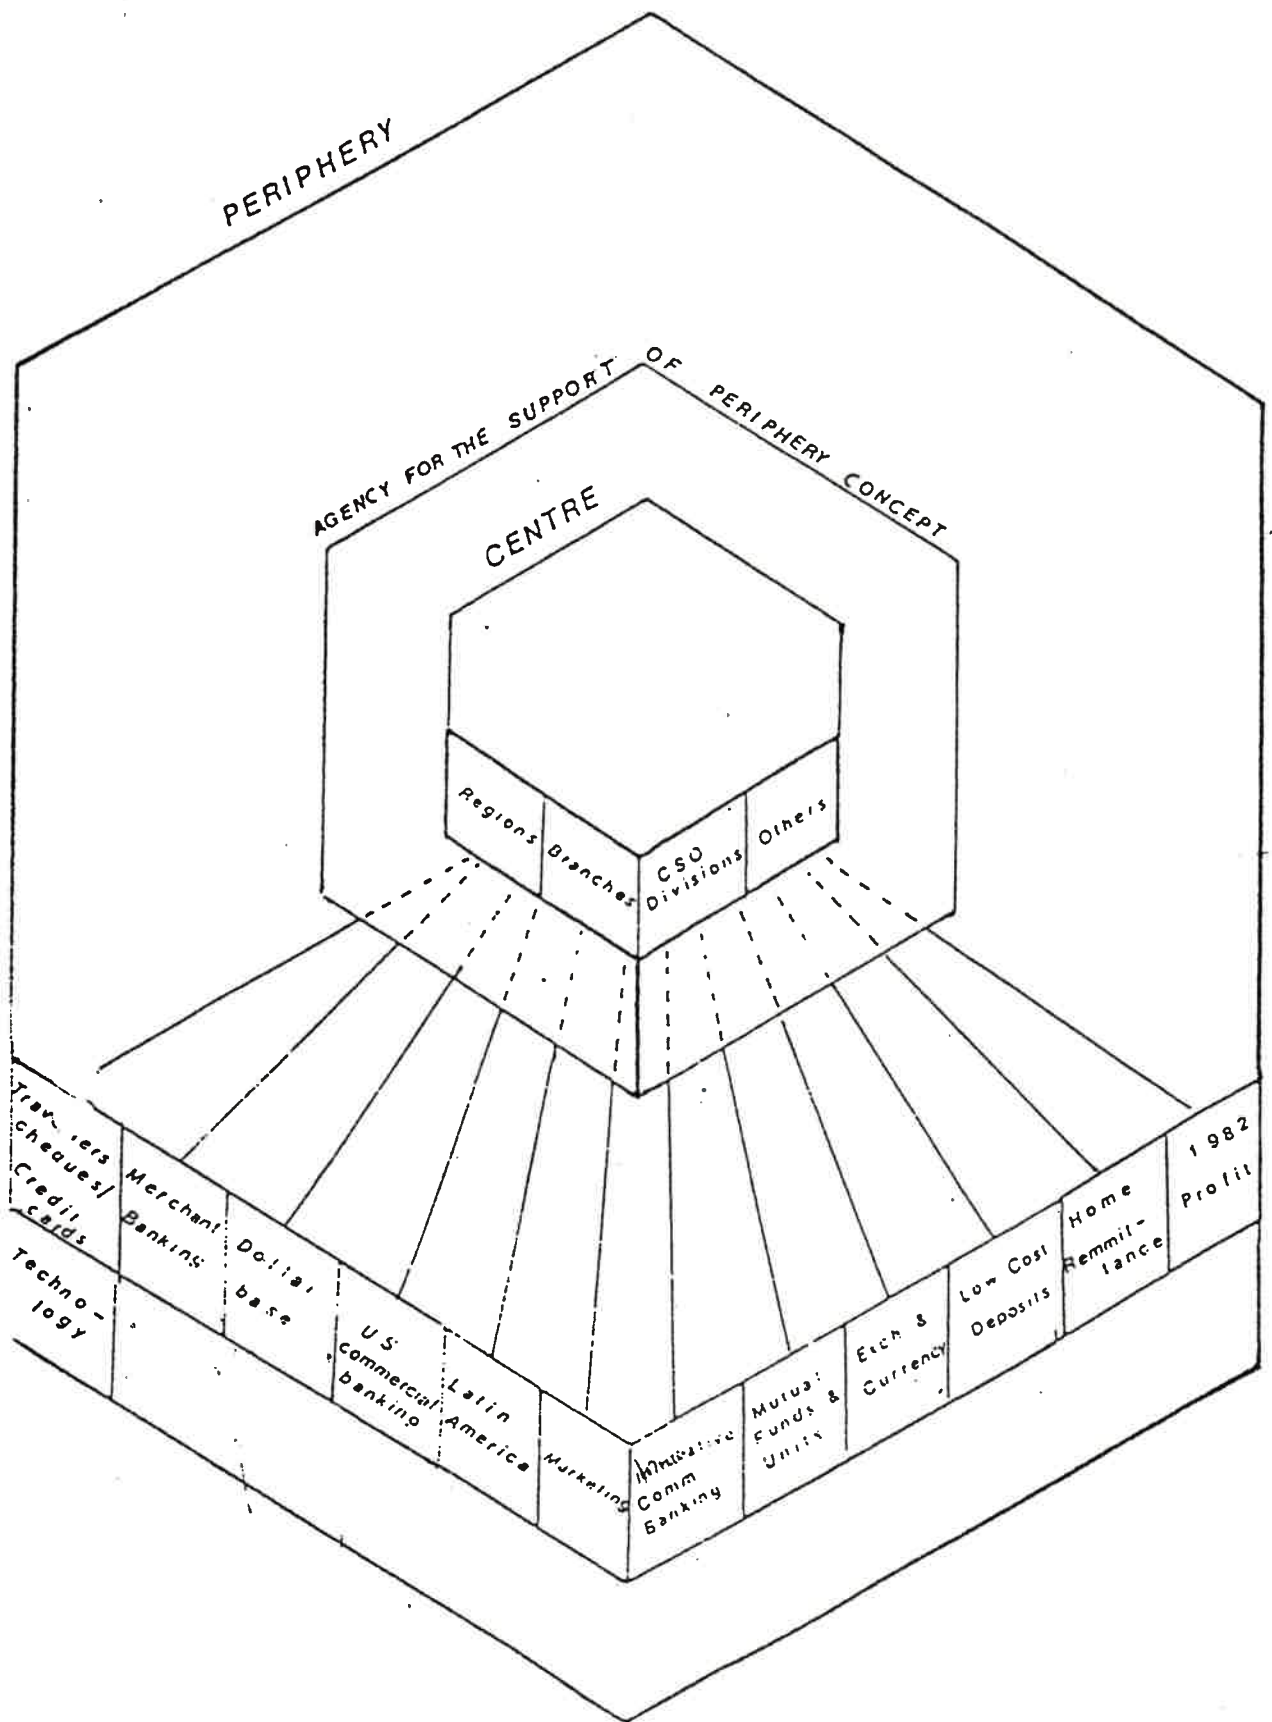 PERIPHERY
AGENCY FOR THE SUPPORT OF PERIPHERY CONCEPT
CENTRE
Regions
Branches
CSO
Divisions
Others
cheques/
Credit
cards
Merchant
Banking
Dollar
base
US
commercial
banking
Latin
America
Marketing
Comm
Banking
Mutual
Funds &
Units
Exch &
Currency
Low Cost
Deposits
Home
Remmit-
tance
1982
Profit
Techno-
logy